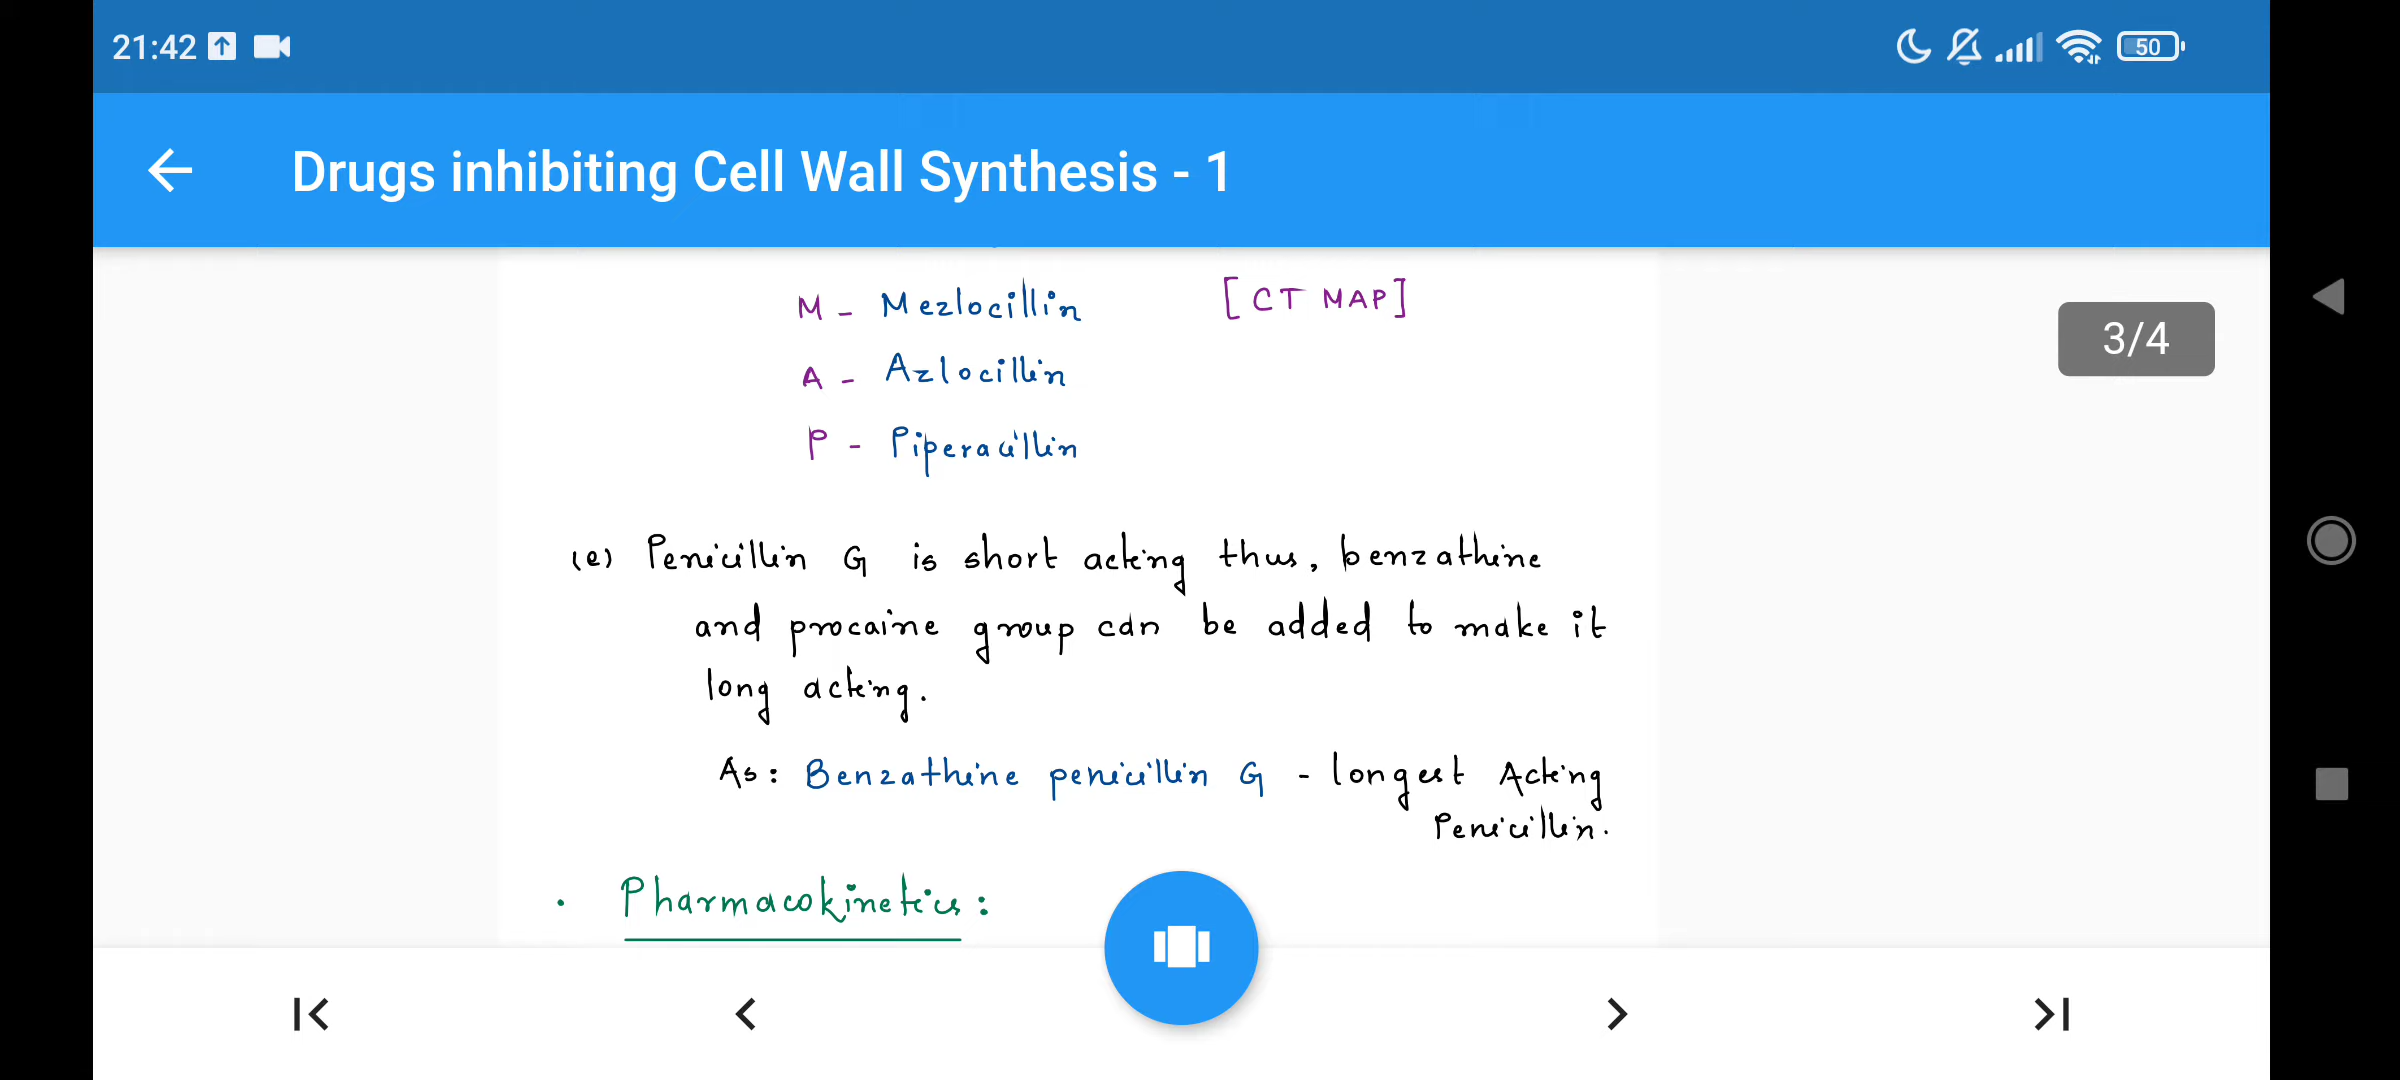 21:42
50
Drugs inhibiting Cell Wall Synthesis - 1
M - Mezlocillin [CT MAP]
3/4
A - Azlocillin
P - Piperacillin
(e) Penicillin G is short acting thus, benzathine
and procaine group can be added to make it
long acting.
As: Benzathine penicillin G - longest Acting
Penicillin.
· Pharmacokinetics: